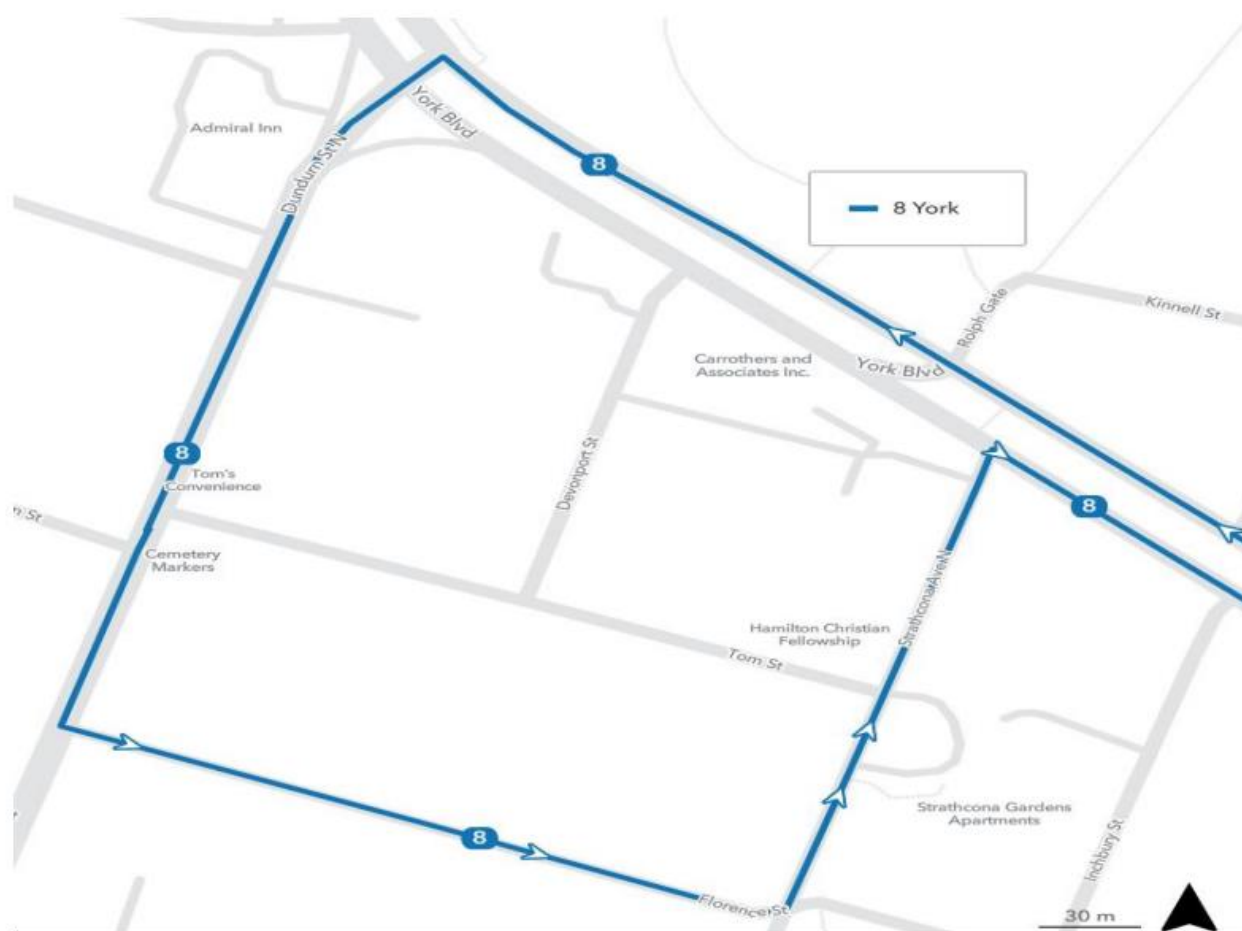 York Blvd
Admiral Inn
Dundurn St N
8
8 York
Kinnell St
Rolph Gate
Carrothers and
Associates Inc.
York Blvd
8
Tom's
Convenience
Devonport St
8
n St
Cemetery
Markers
Strathcona Ave N
Hamilton Christian
Fellowship
Tom St
Strathcona Gardens
Apartments
8
Inchbury St
Florence St
30 m